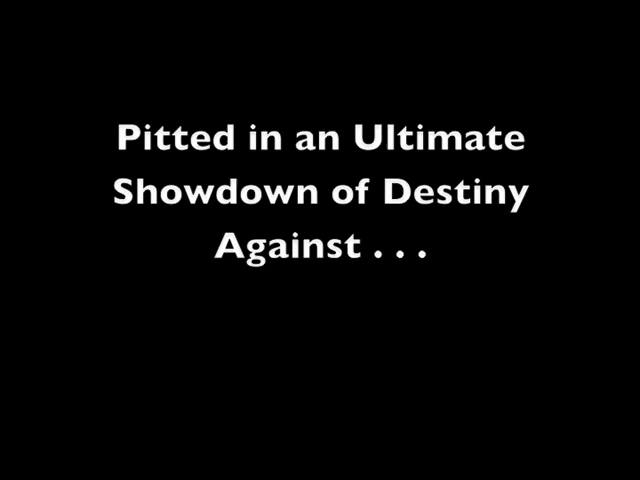 Pitted in an Ultimate
Showdown of Destiny
Against . . .